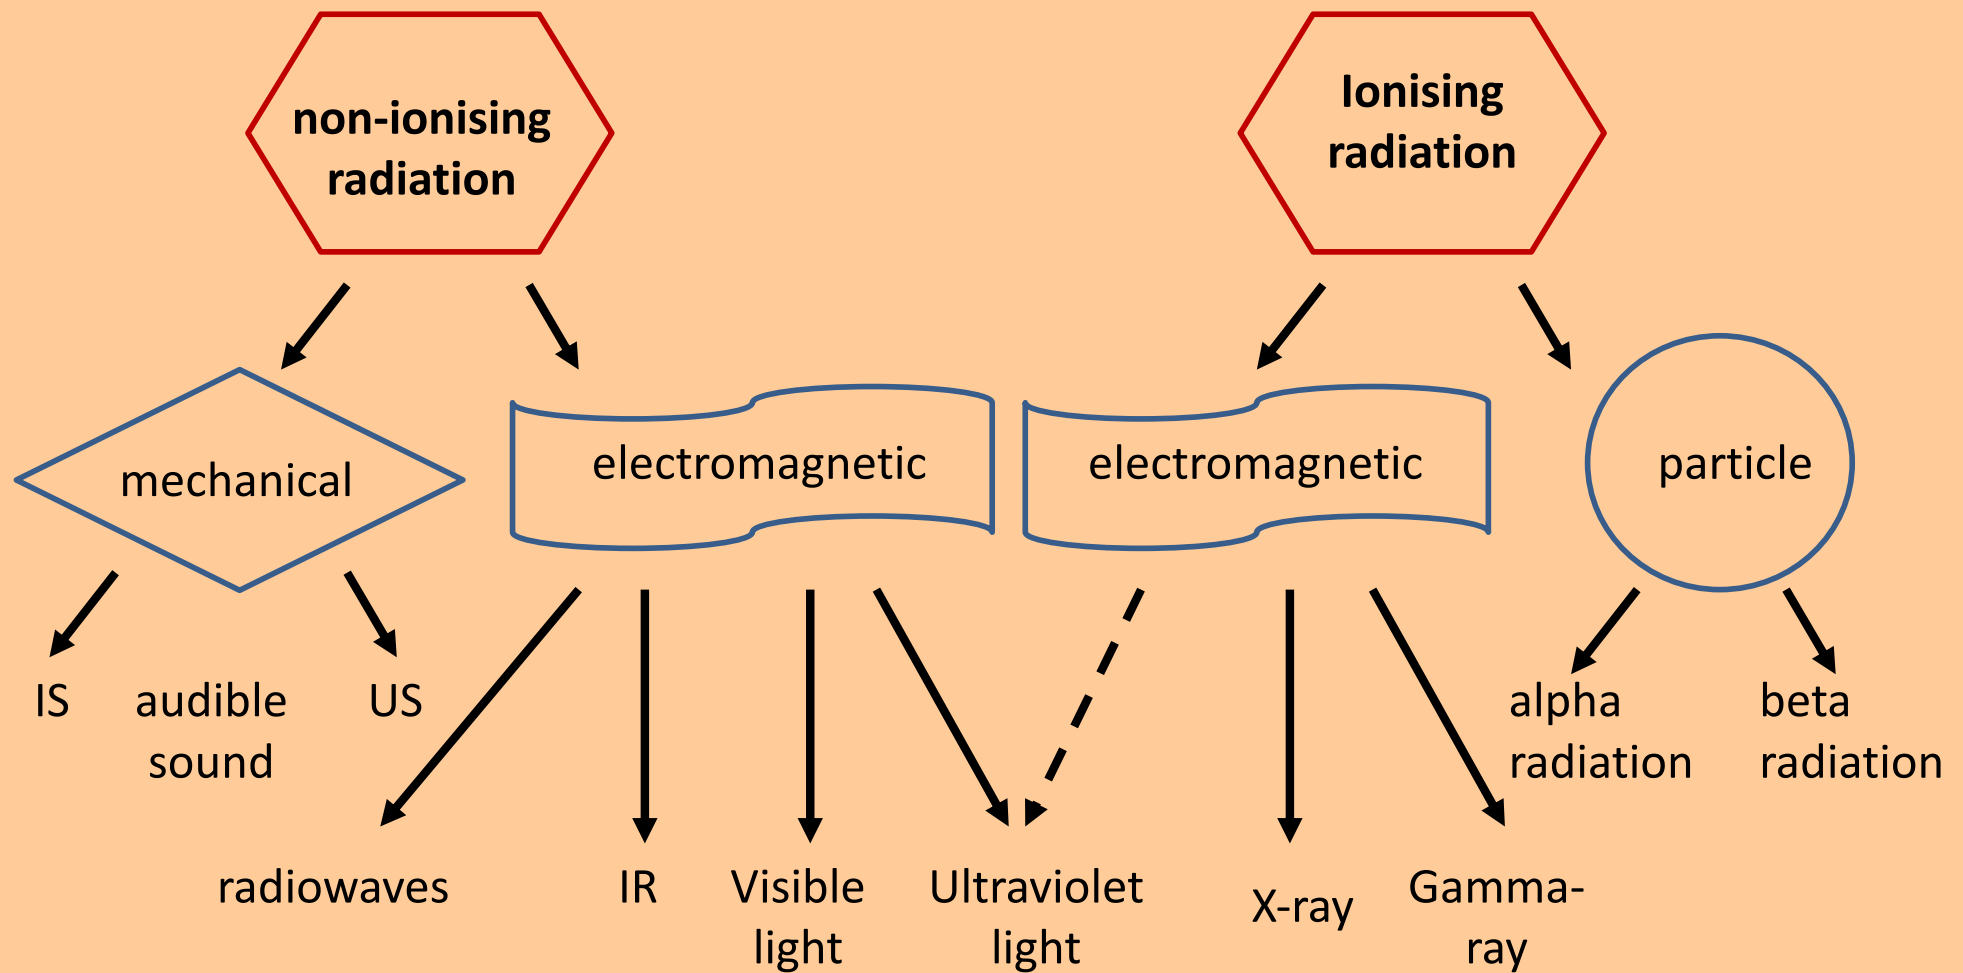 non-ionising
radiation
Ionising
radiation
mechanical
electromagnetic
electromagnetic
particle
IS
audible
sound
US
alpha
radiation
beta
radiation
radiowaves
IR
Visible
light
Ultraviolet
light
X-ray
Gamma-
ray